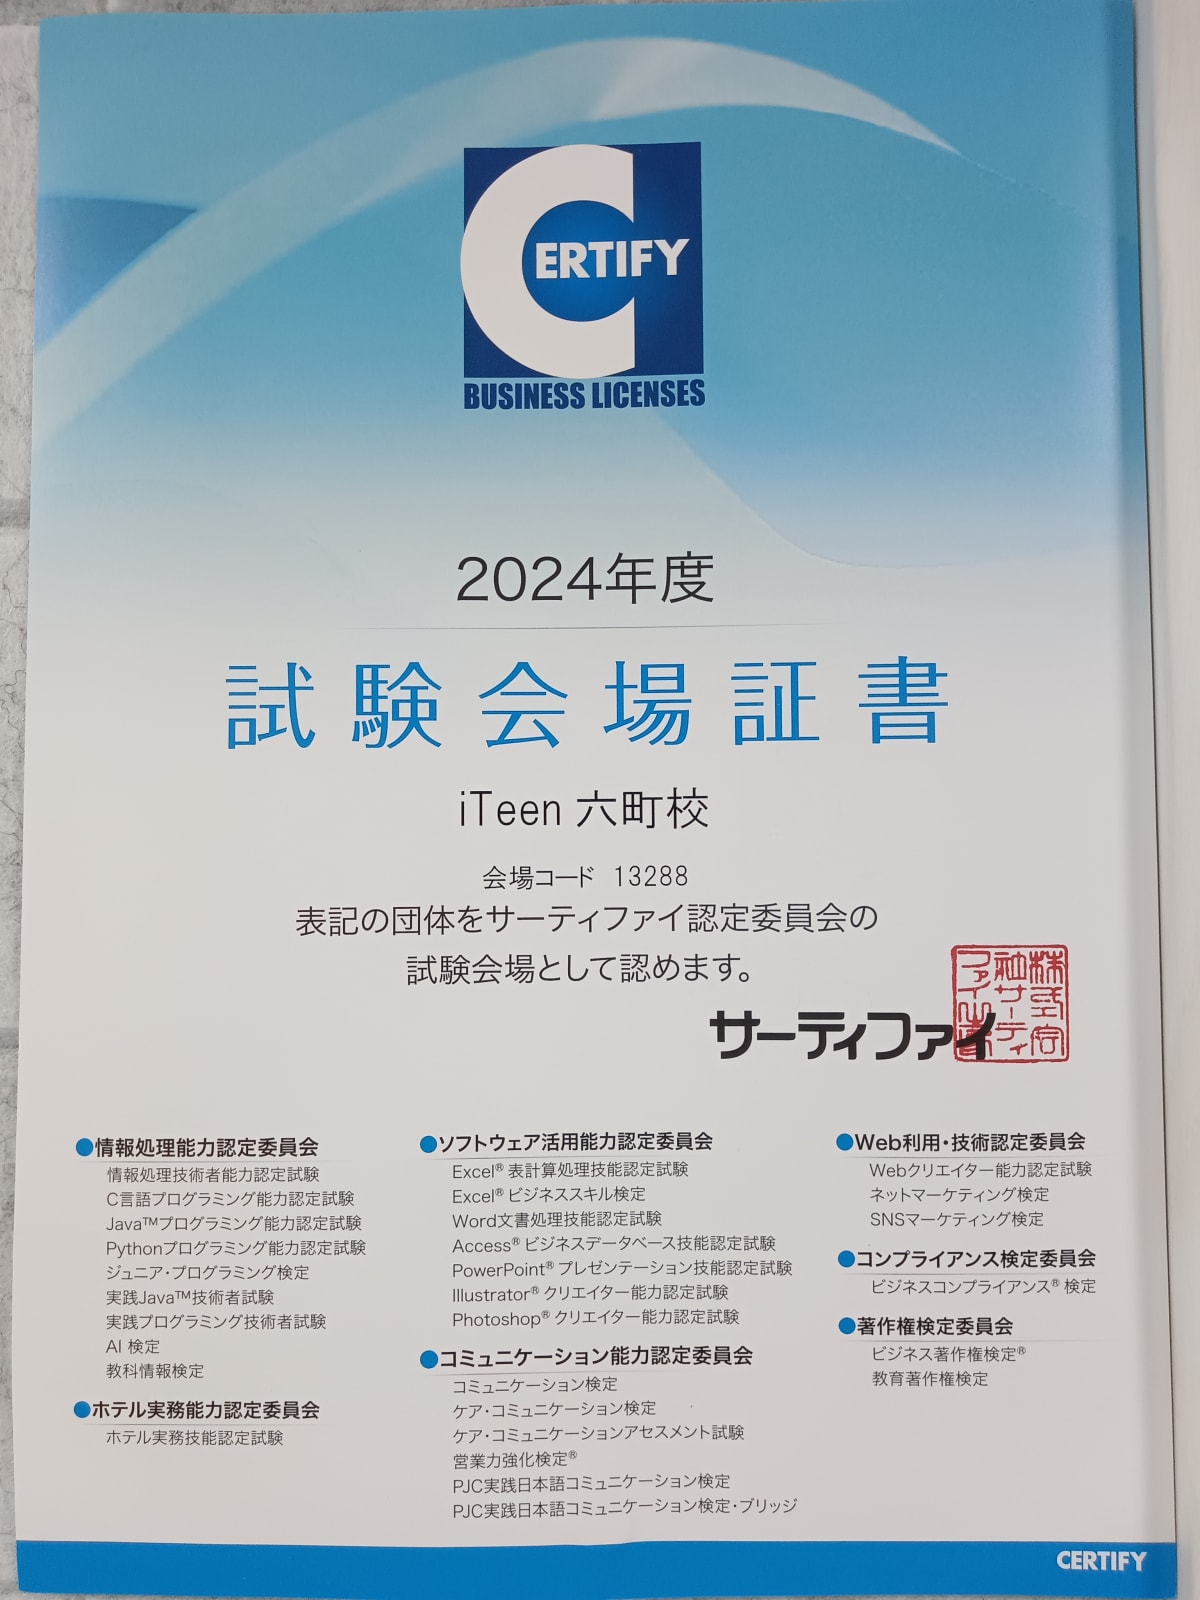 CERTIFY
BUSINESS LICENSES
2024年度
試験会場証書
iTeen 六町校
会場コード 13288
表記の団体をサーティファイ認定委員会の
試験会場として認めます。
サーティファイ
株式会
社サーティ
ファイ之書
●情報処理能力認定委員会
情報処理技術者能力認定試験
C言語プログラミング能力認定試験
Java™プログラミング能力認定試験
Pythonプログラミング能力認定試験
ジュニア・プログラミング検定
実践Java™技術者試験
実践プログラミング技術者試験
AI 検定
教科情報検定
●ホテル実務能力認定委員会
ホテル実務技能認定試験
●ソフトウェア活用能力認定委員会
Excel® 表計算処理技能認定試験
Excel® ビジネススキル検定
Word文書処理技能認定試験
Access® ビジネスデータベース技能認定試験
PowerPoint® プレゼンテーション技能認定試験
Illustrator® クリエイター能力認定試験
Photoshop® クリエイター能力認定試験
●コミュニケーション能力認定委員会
コミュニケーション検定
ケア・コミュニケーション検定
ケア・コミュニケーションアセスメント試験
営業力強化検定®
PJC実践日本語コミュニケーション検定
PJC実践日本語コミュニケーション検定・ブリッジ
●Web利用・技術認定委員会
Webクリエイター能力認定試験
ネットマーケティング検定
SNSマーケティング検定
●コンプライアンス検定委員会
ビジネスコンプライアンス® 検定
●著作権検定委員会
ビジネス著作権検定®
教育著作権検定
CERTIFY